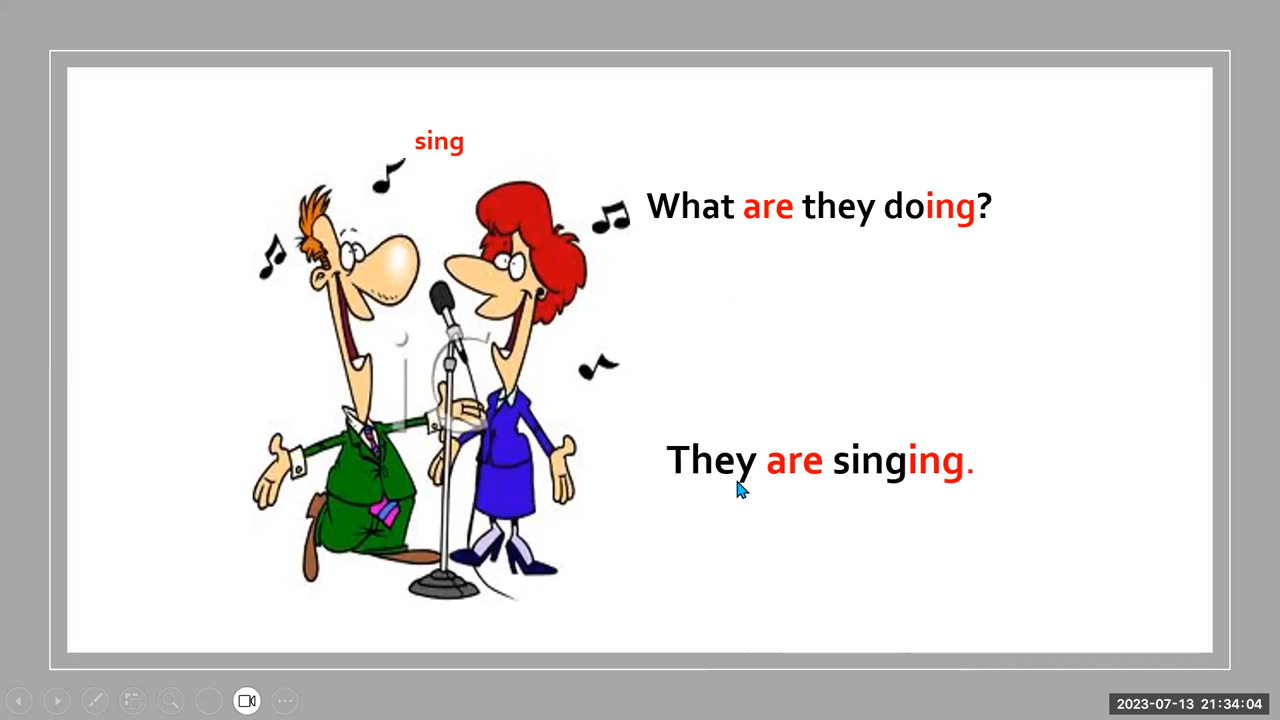 sing
What are they doing?
They are singing.
2023-07-13 21:34:04